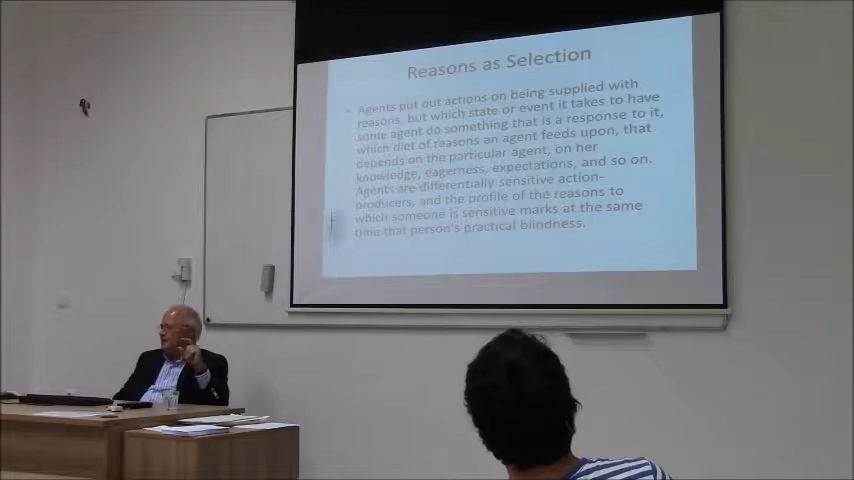 Reasons as Selection
• Agents put out actions on being supplied with
reasons, but which state or event it takes to have
some agent do something that is a response to it,
which diet of reasons an agent feeds upon, that
depends on the particular agent, on her
knowledge, eagerness, expectations, and so on.
Agents are differentially sensitive action-
producers, and the profile of the reasons to
which someone is sensitive marks at the same
time that person's practical blindness.